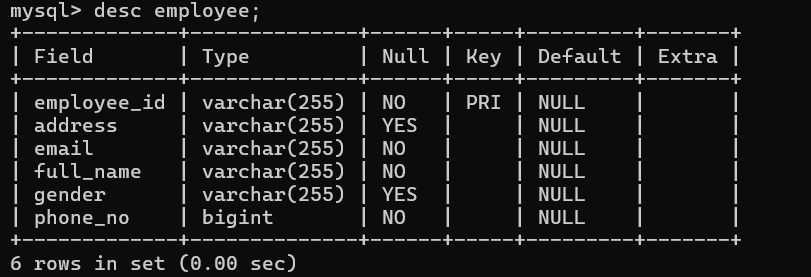 mysql> desc employee;
+-------------+--------------+------+-----+---------+-------+
| Field       | Type         | Null | Key | Default | Extra |
+-------------+--------------+------+-----+---------+-------+
| employee_id | varchar(255) | NO   | PRI | NULL    |       |
| address     | varchar(255) | YES  |     | NULL    |       |
| email       | varchar(255) | NO   |     | NULL    |       |
| full_name   | varchar(255) | NO   |     | NULL    |       |
| gender      | varchar(255) | YES  |     | NULL    |       |
| phone_no    | bigint       | NO   |     | NULL    |       |
+-------------+--------------+------+-----+---------+-------+
6 rows in set (0.00 sec)